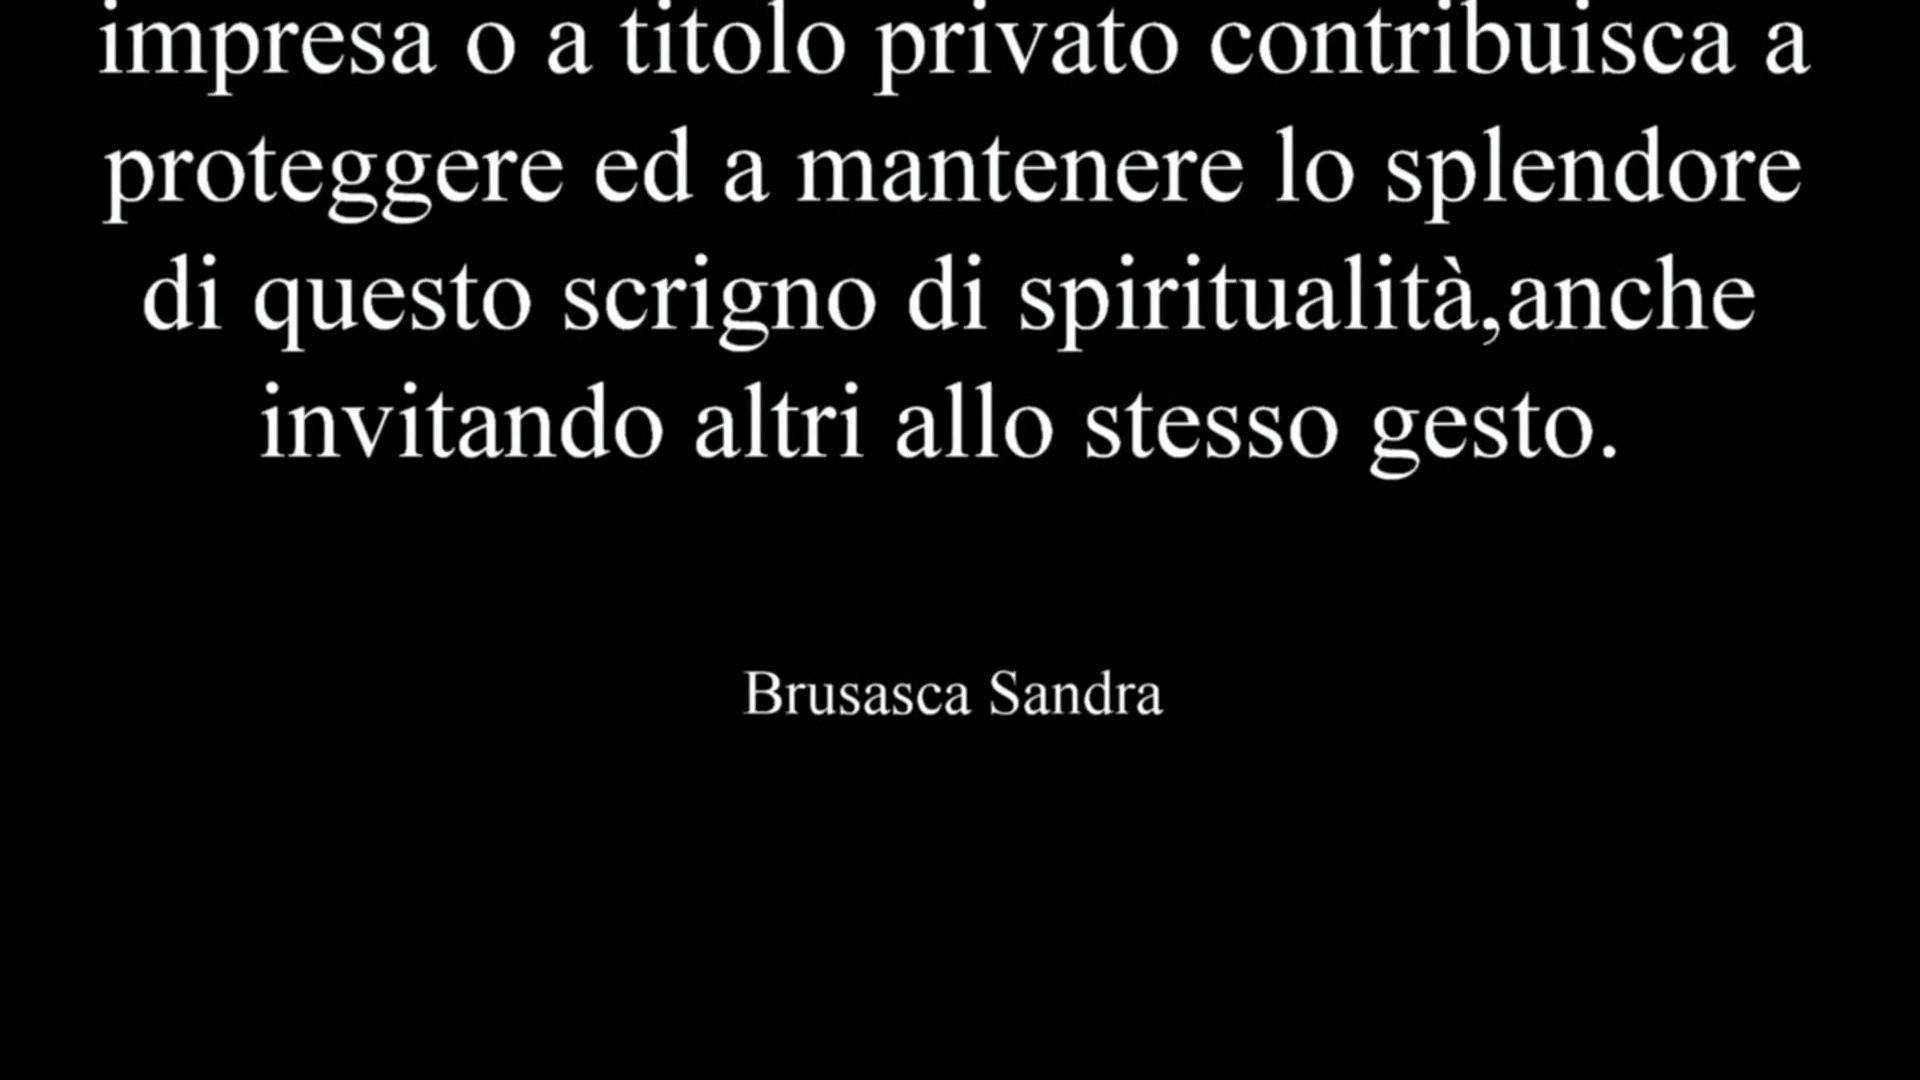 impresa o a titolo privato contribuisca a
proteggere ed a mantenere lo splendore
di questo scrigno di spiritualità,anche
invitando altri allo stesso gesto.
Brusasca Sandra